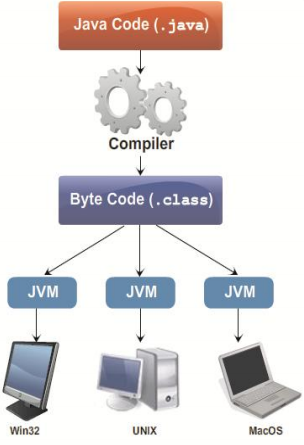 Java Code (.java)
Compiler
Byte Code (.class)
JVM JVM JVM
Win32 UNIX MacOS